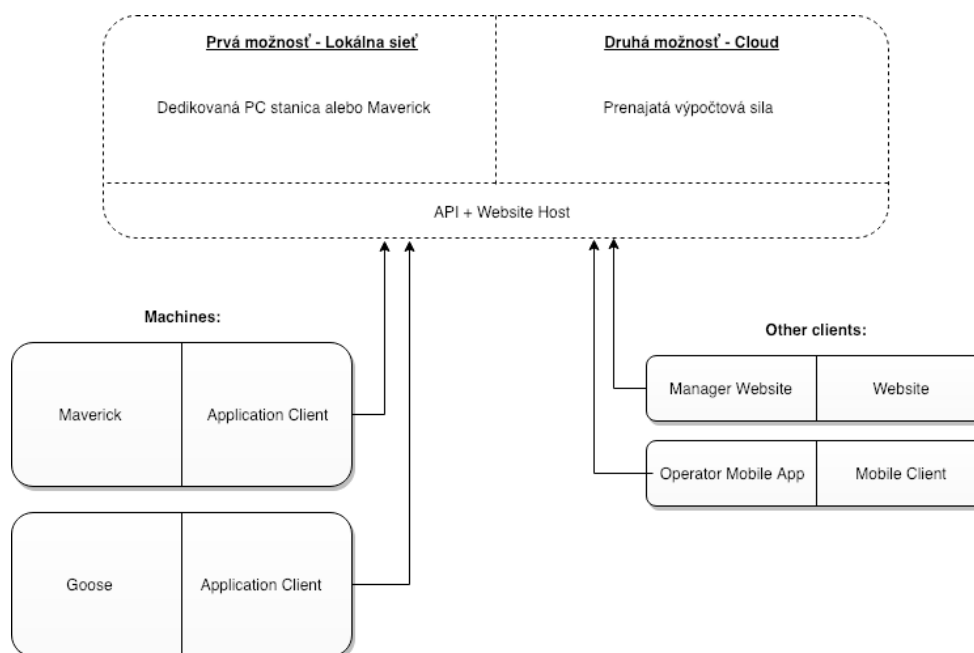 Prvá možnosť - Lokálna sieť
Druhá možnosť - Cloud
Dedikovaná PC stanica alebo Maverick
Prenajatá výpočtová sila
API + Website Host
Machines:
Other clients:
Maverick
Application Client
Manager Website
Website
Operator Mobile App
Mobile Client
Goose
Application Client